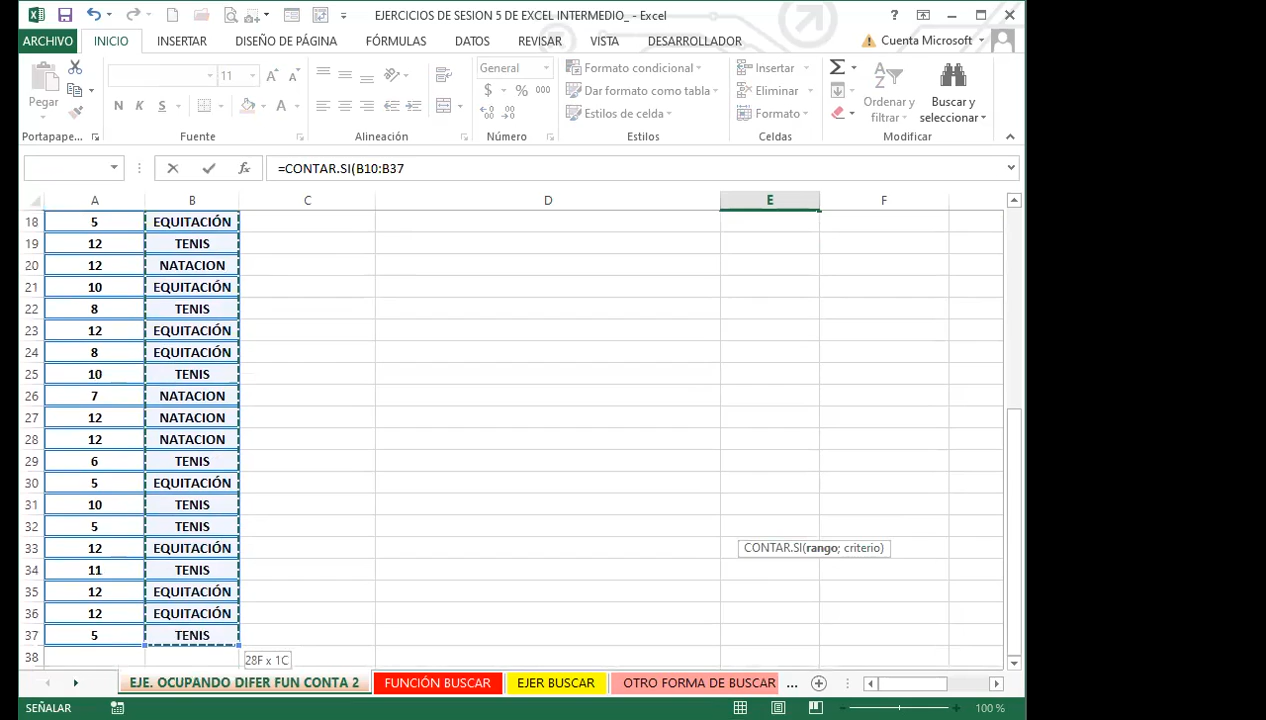 EJERCICIOS DE SESION 5 DE EXCEL INTERMEDIO_ - Excel
ARCHIVO INICIO INSERTAR DISEÑO DE PÁGINA FÓRMULAS DATOS REVISAR VISTA DESARROLLADOR Cuenta Microsoft
11 General Formato condicional Insertar
$ % 000 Dar formato como tabla Eliminar
Pegar N K S A Estilos de celda Formato Ordenar y filtrar Buscar y seleccionar
Portapape... Fuente Alineación Número Estilos Celdas Modificar
fx =CONTAR.SI(B10:B37
A B C D E F
18 5 EQUITACIÓN
19 12 TENIS
20 12 NATACION
21 10 EQUITACIÓN
22 8 TENIS
23 12 EQUITACIÓN
24 8 EQUITACIÓN
25 10 TENIS
26 7 NATACION
27 12 NATACION
28 12 NATACION
29 6 TENIS
30 5 EQUITACIÓN
31 10 TENIS
32 5 TENIS
33 12 EQUITACIÓN CONTAR.SI(rango; criterio)
34 11 TENIS
35 12 EQUITACIÓN
36 12 EQUITACIÓN
37 5 TENIS
38 28F x 1C
EJE. OCUPANDO DIFER FUN CONTA 2 FUNCIÓN BUSCAR EJER BUSCAR OTRO FORMA DE BUSCAR ...
SEÑALAR 100 %